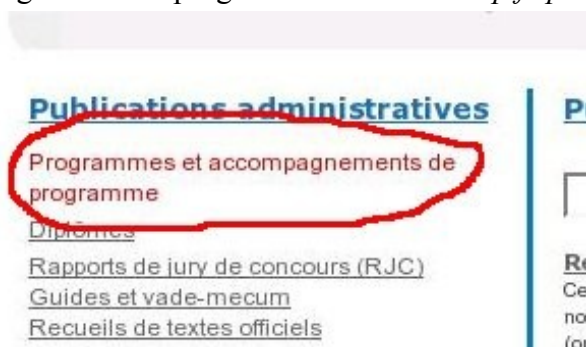 Publications administratives
Programmes et accompagnements de
programme
Diplômes
Rapports de jury de concours (RJC)
Guides et vade-mecum
Recueils de textes officiels